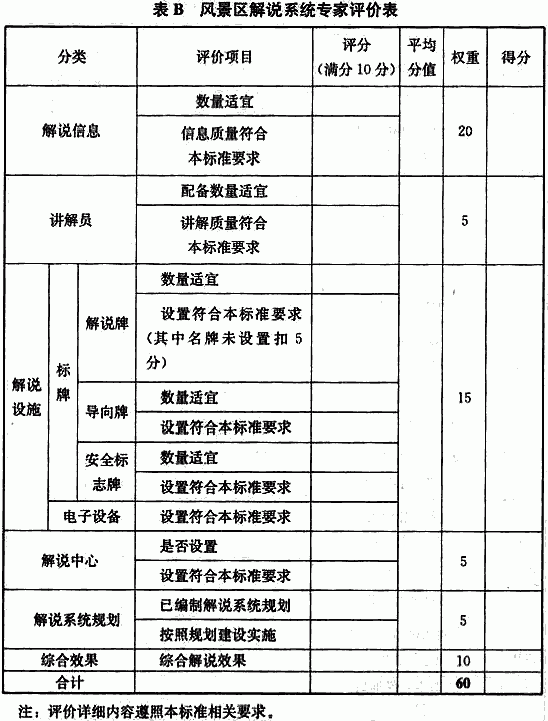 表 B 风景区解说系统专家评价表
分类 评价项目 评分 平均 权重 得分
(满分 10 分) 分值
解说信息 数量适宜 20
信息质量符合
本标准要求
讲解员 配备数量适宜 5
讲解质量符合
本标准要求
解说 设施 标牌 解说牌 数量适宜 15
设置符合本标准要求
(其中名牌未设置扣 5
分)
导向牌 数量适宜
设置符合本标准要求
安全标 数量适宜
志牌 设置符合本标准要求
电子设备 设置符合本标准要求
解说中心 是否设置 5
设置符合本标准要求
解说系统规划 已编制解说系统规划 5
按照规划建设实施
综合效果 综合解说效果 10
合计 60
注：评价详细内容遵照本标准相关要求。